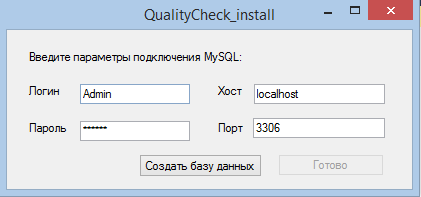 QualityCheck_install
Введите параметры подключения MySQL:
Логин Admin Хост localhost
Пароль ****** Порт 3306
Создать базу данных Готово